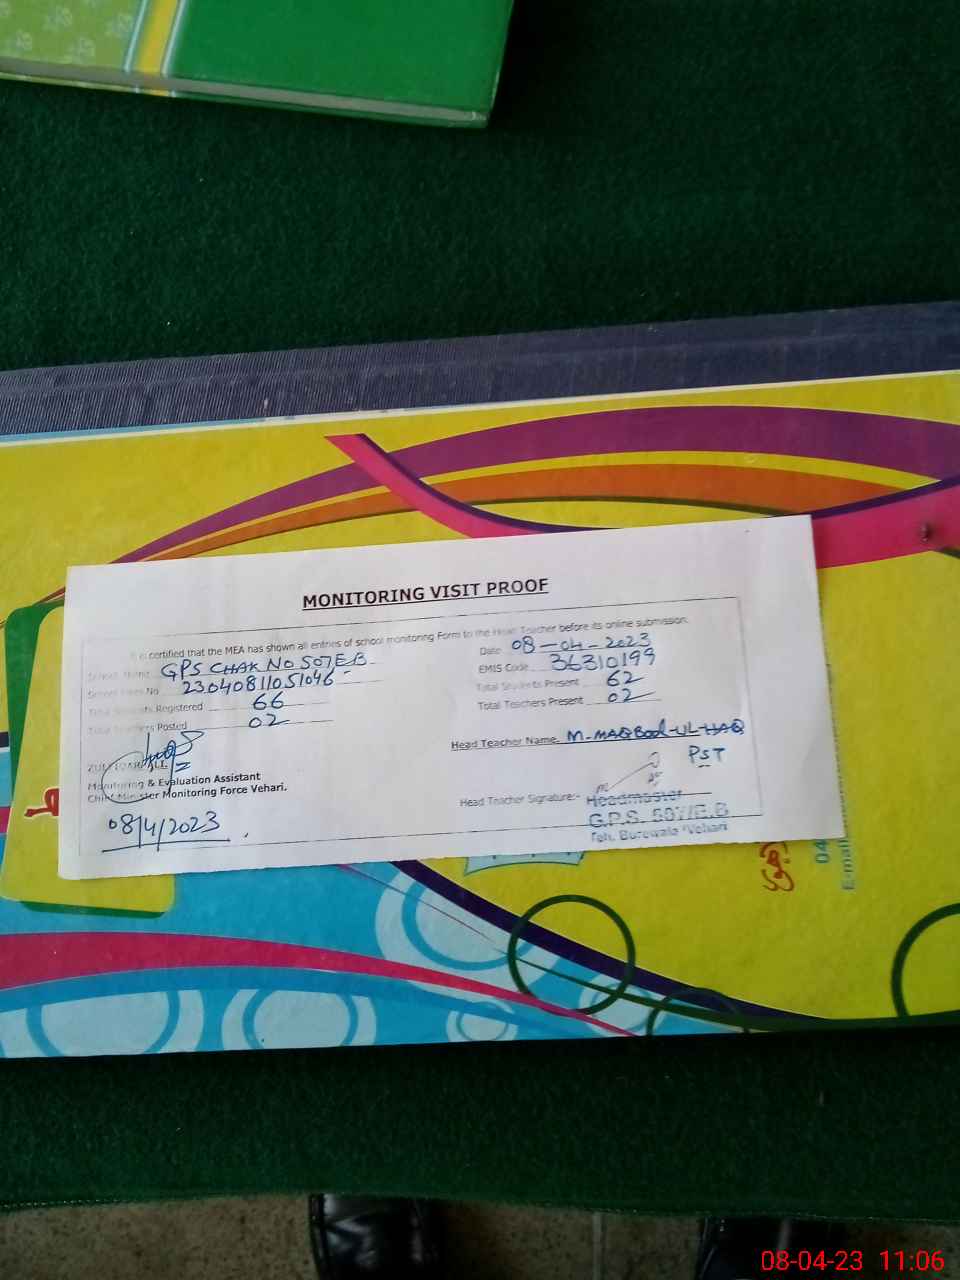 MONITORING VISIT PROOF
It is certified that the MEA has shown all entries of school monitoring Form to the Head Teacher before its online submission.
School Name GPS CHAK NO 507EB
Date 08-04-2023
No 23040811051046
EMIS Code 36310199
Total Students Registered 66
Total Students Present 62
Total Teachers Posted 02
Total Teachers Present 02
Head Teacher Name M-MAQBOOL-UL-HAQ
PST
Monitoring & Evaluation Assistant
Chief Minister Monitoring Force Vehari.
08/4/2023
Head Teacher Signature:-
Headmaster
G.P.S. 507/E.B
Teh. Burewala Vehari
04
E-mail
08-04-23 11:06